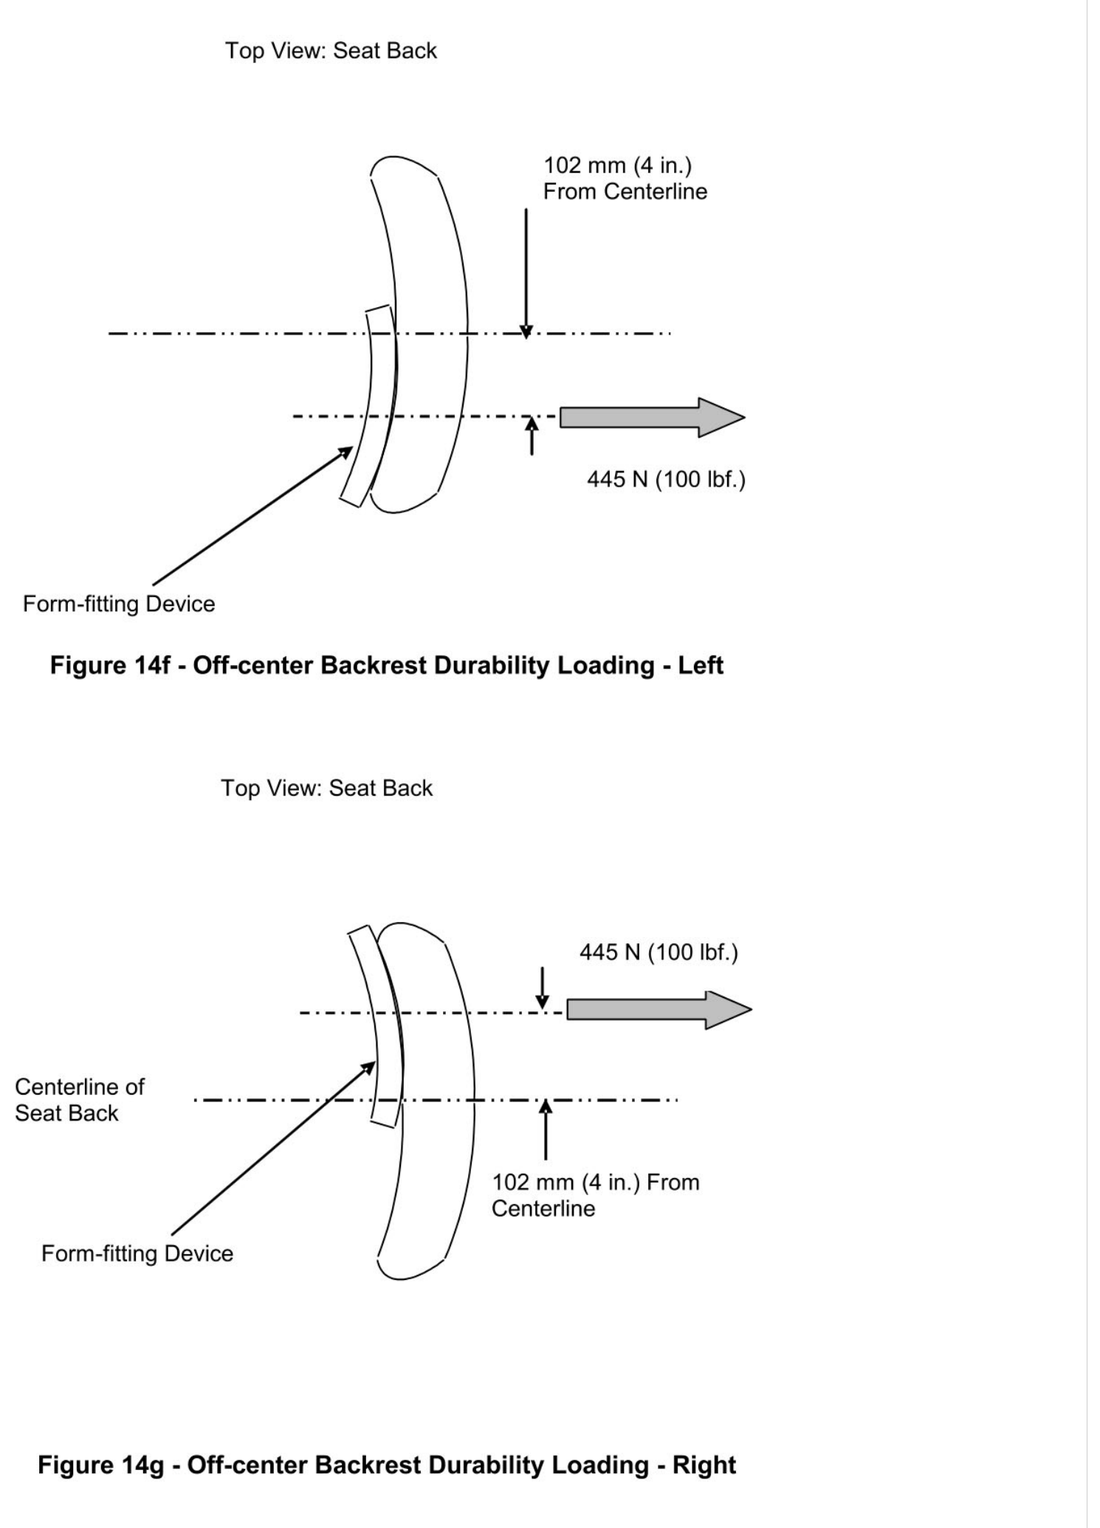 Top View: Seat Back
102 mm (4 in.)
From Centerline
445 N (100 lbf.)
Form-fitting Device
Figure 14f - Off-center Backrest Durability Loading - Left
Top View: Seat Back
445 N (100 lbf.)
Centerline of
Seat Back
102 mm (4 in.) From
Centerline
Form-fitting Device
Figure 14g - Off-center Backrest Durability Loading - Right